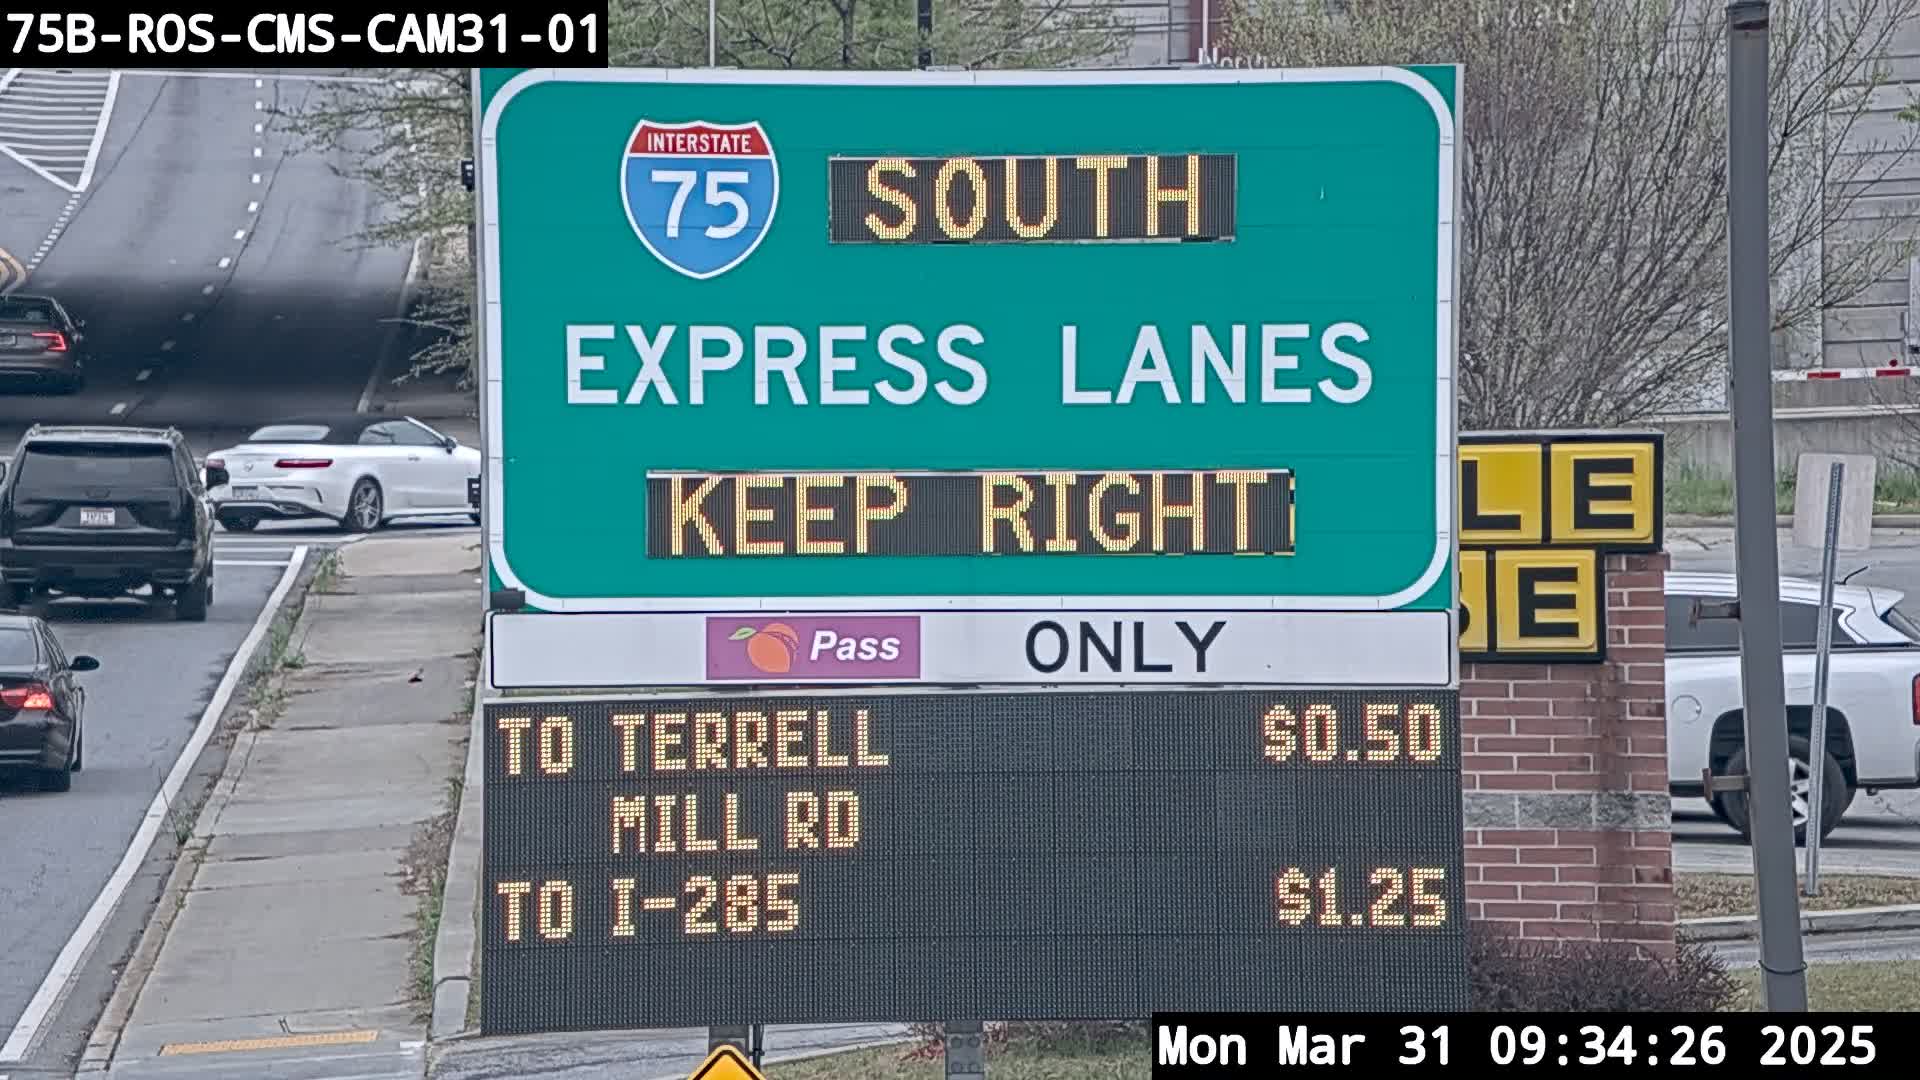 75B-ROS-CMS-CAM31-01
INTERSTATE
75
SOUTH
EXPRESS LANES
KEEP RIGHT
Pass ONLY
TO TERRELL $0.50
MILL RD
TO I-285 $1.25
LE
E
Mon Mar 31 09:34:26 2025